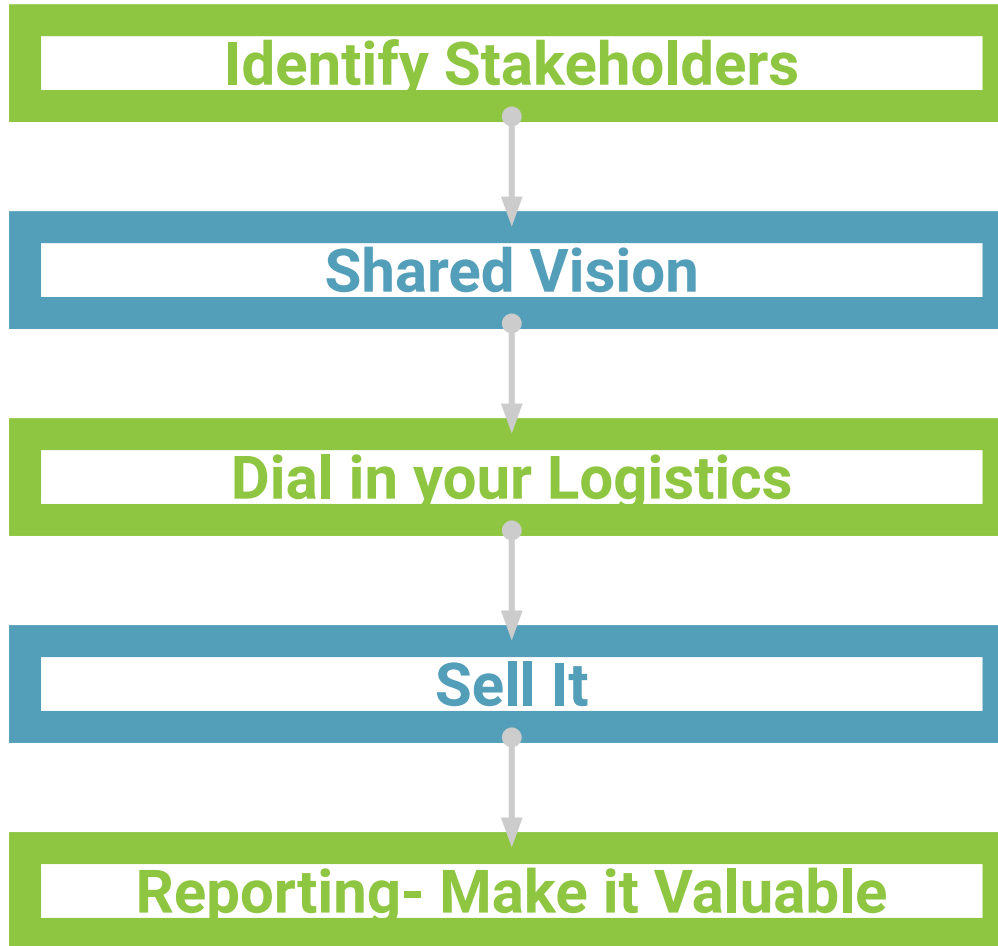 Identify Stakeholders
Shared Vision
Dial in your Logistics
Sell It
Reporting- Make it Valuable